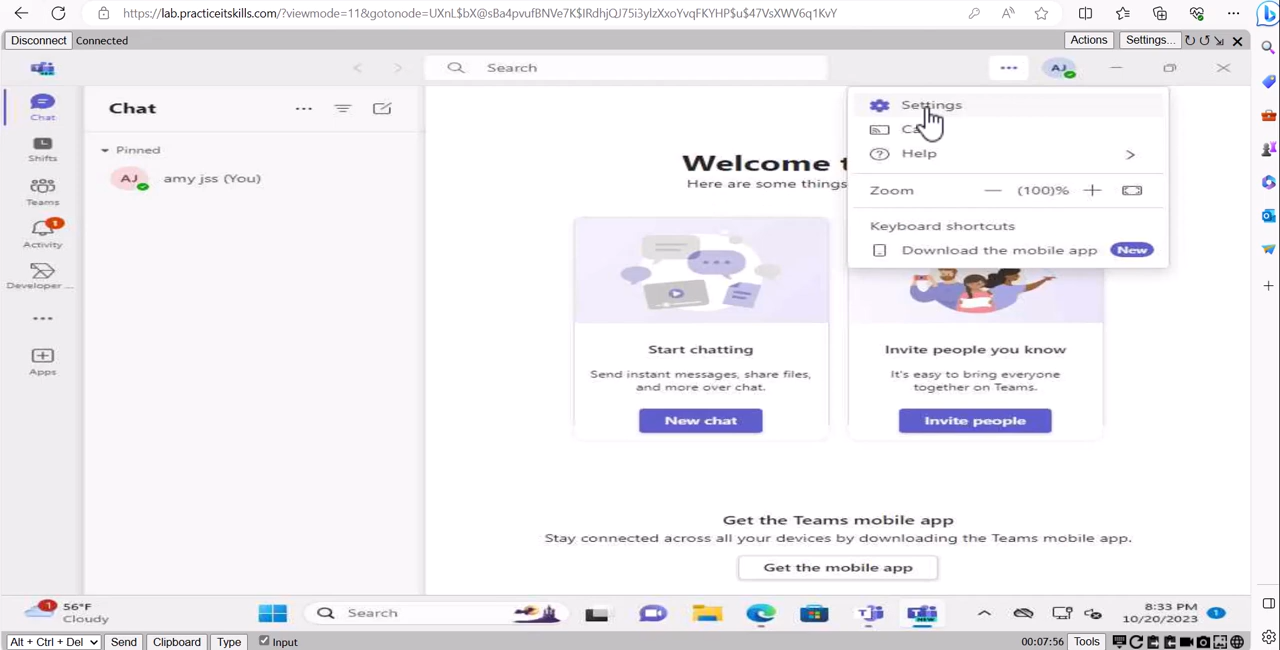 https://lab.practiceitskills.com/?viewmode=11&gotonode=UXnL$bX@sBa4pvufBNVe7K$lRdhjQJ75i3ylzXxoYvqFKYHP$u$47VsXWV6q1KvY
Disconnect Connected Actions Settings...
Search AJ
Chat
Chat
Shifts
Teams
Activity
1
Developer ...
Apps
Pinned
AJ amy jss (You)
Welcome
Here are some things
Settings
Help
Zoom (100)%
Keyboard shortcuts
Download the mobile app New
Start chatting
Send instant messages, share files,
and more over chat.
New chat
Invite people you know
It's easy to bring everyone
together on Teams.
Invite people
Get the Teams mobile app
Stay connected across all your devices by downloading the Teams mobile app.
Get the mobile app
1
56°F
Cloudy
Search
NEW
8:33 PM
10/20/2023
1
Alt + Ctrl + Del Send Clipboard Type Input 00:07:56 Tools